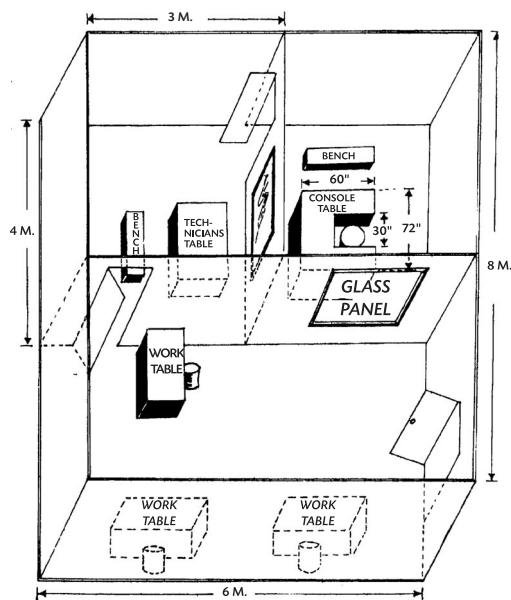 3 M.
BENCH
60"
CONSOLE
TABLE
30"
72"
4 M.
BENCH
TECH-
NICIANS
TABLE
8 M.
GLASS
PANEL
WORK
TABLE
WORK
TABLE
WORK
TABLE
6 M.